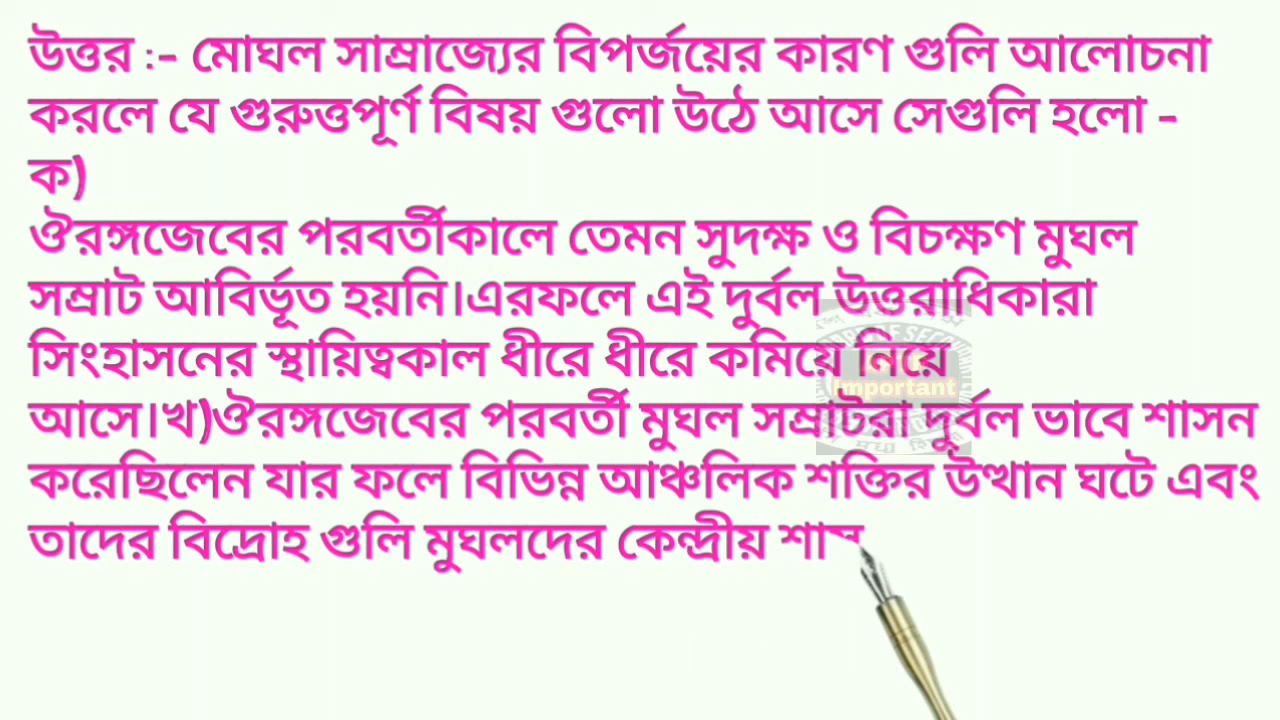 উত্তর :- মোঘল সাম্রাজ্যের বিপর্জয়ের কারণ গুলি আলোচনা
করলে যে গুরুত্তপূর্ণ বিষয় গুলো উঠে আসে সেগুলি হলো -
ক)
ঔরঙ্গজেবের পরবর্তীকালে তেমন সুদক্ষ ও বিচক্ষণ মুঘল
সম্রাট আবির্ভূত হয়নি।এরফলে এই দুর্বল উত্তরাধিকারা
সিংহাসনের স্থায়িত্বকাল ধীরে ধীরে কমিয়ে নিয়ে
আসে।খ)ঔরঙ্গজেবের পরবর্তী মুঘল সম্রাটরা দুর্বল ভাবে শাসন
করেছিলেন যার ফলে বিভিন্ন আঞ্চলিক শক্তির উত্থান ঘটে এবং
তাদের বিদ্রোহ গুলি মুঘলদের কেন্দ্রীয়
Important